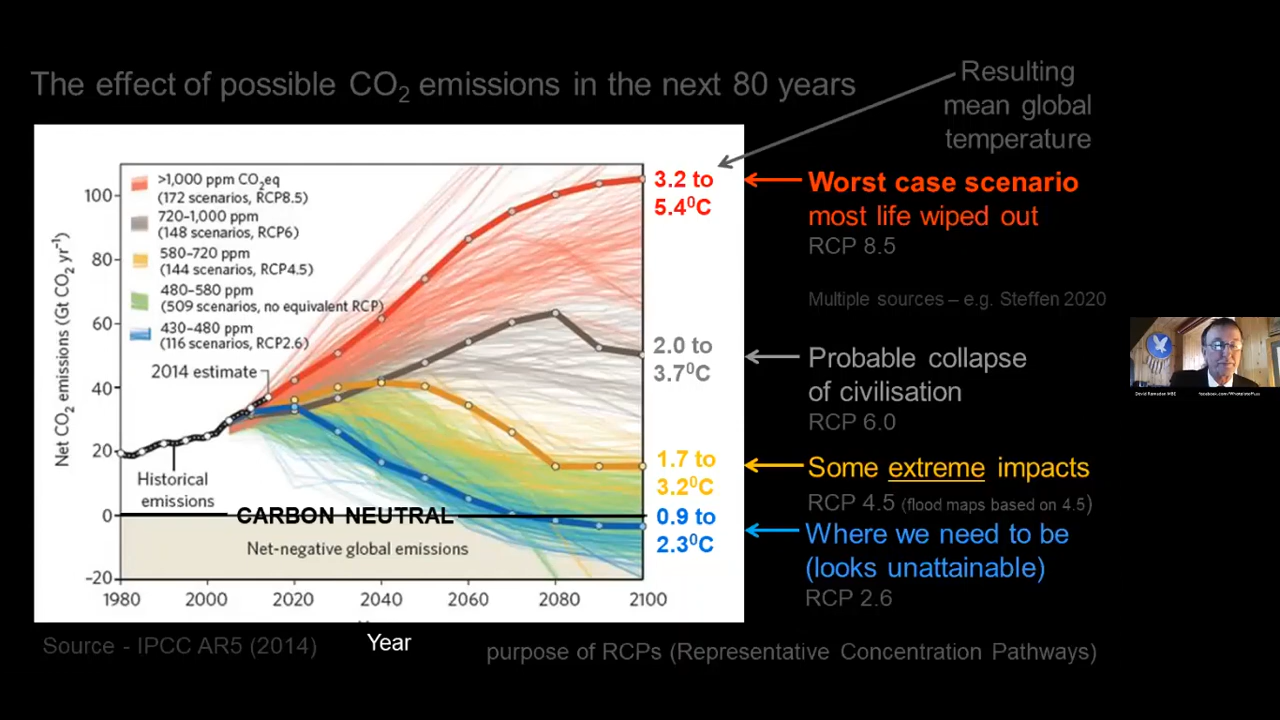 The effect of possible CO₂ emissions in the next 80 years
Resulting
mean global
temperature
>1,000 ppm CO₂eq
(172 scenarios, RCP8.5)
720–1,000 ppm
(148 scenarios, RCP6)
580–720 ppm
(144 scenarios, RCP4.5)
480–580 ppm
(509 scenarios, no equivalent RCP)
430–480 ppm
(116 scenarios, RCP2.6)
2014 estimate
Historical
emissions
CARBON NEUTRAL
Net-negative global emissions
Net CO₂ emissions (Gt CO₂ yr⁻¹)
100
80
60
40
20
0
–20
1980
2000
2020
2040
2060
2080
2100
Year
3.2 to
5.4⁰C
2.0 to
3.7⁰C
1.7 to
3.2⁰C
0.9 to
2.3⁰C
Worst case scenario
most life wiped out
RCP 8.5
Multiple sources – e.g. Steffen 2020
Probable collapse
of civilisation
RCP 6.0
Some extreme impacts
RCP 4.5 (flood maps based on 4.5)
Where we need to be
(looks unattainable)
RCP 2.6
Source - IPCC AR5 (2014)
purpose of RCPs (Representative Concentration Pathways)